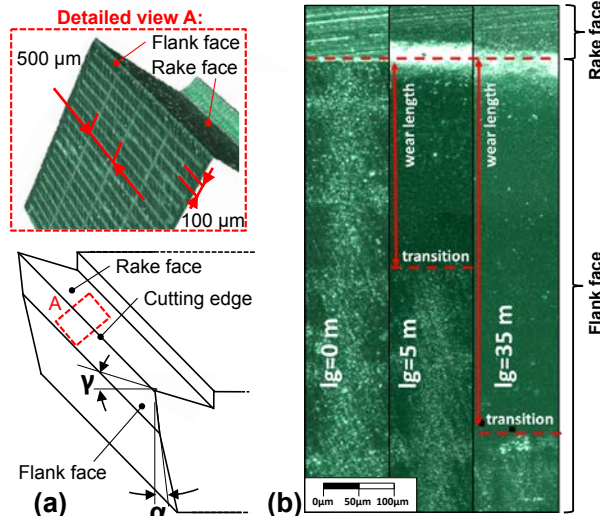 Detailed view A:
Flank face
Rake face
500 µm
100 µm
Rake face
A
Cutting edge
γ
Flank face
α
(a)
Rake face
wear length
wear length
transition
Flank face
lg=0 m
lg=5 m
lg=35 m
transition
0µm 50µm 100µm
(b)